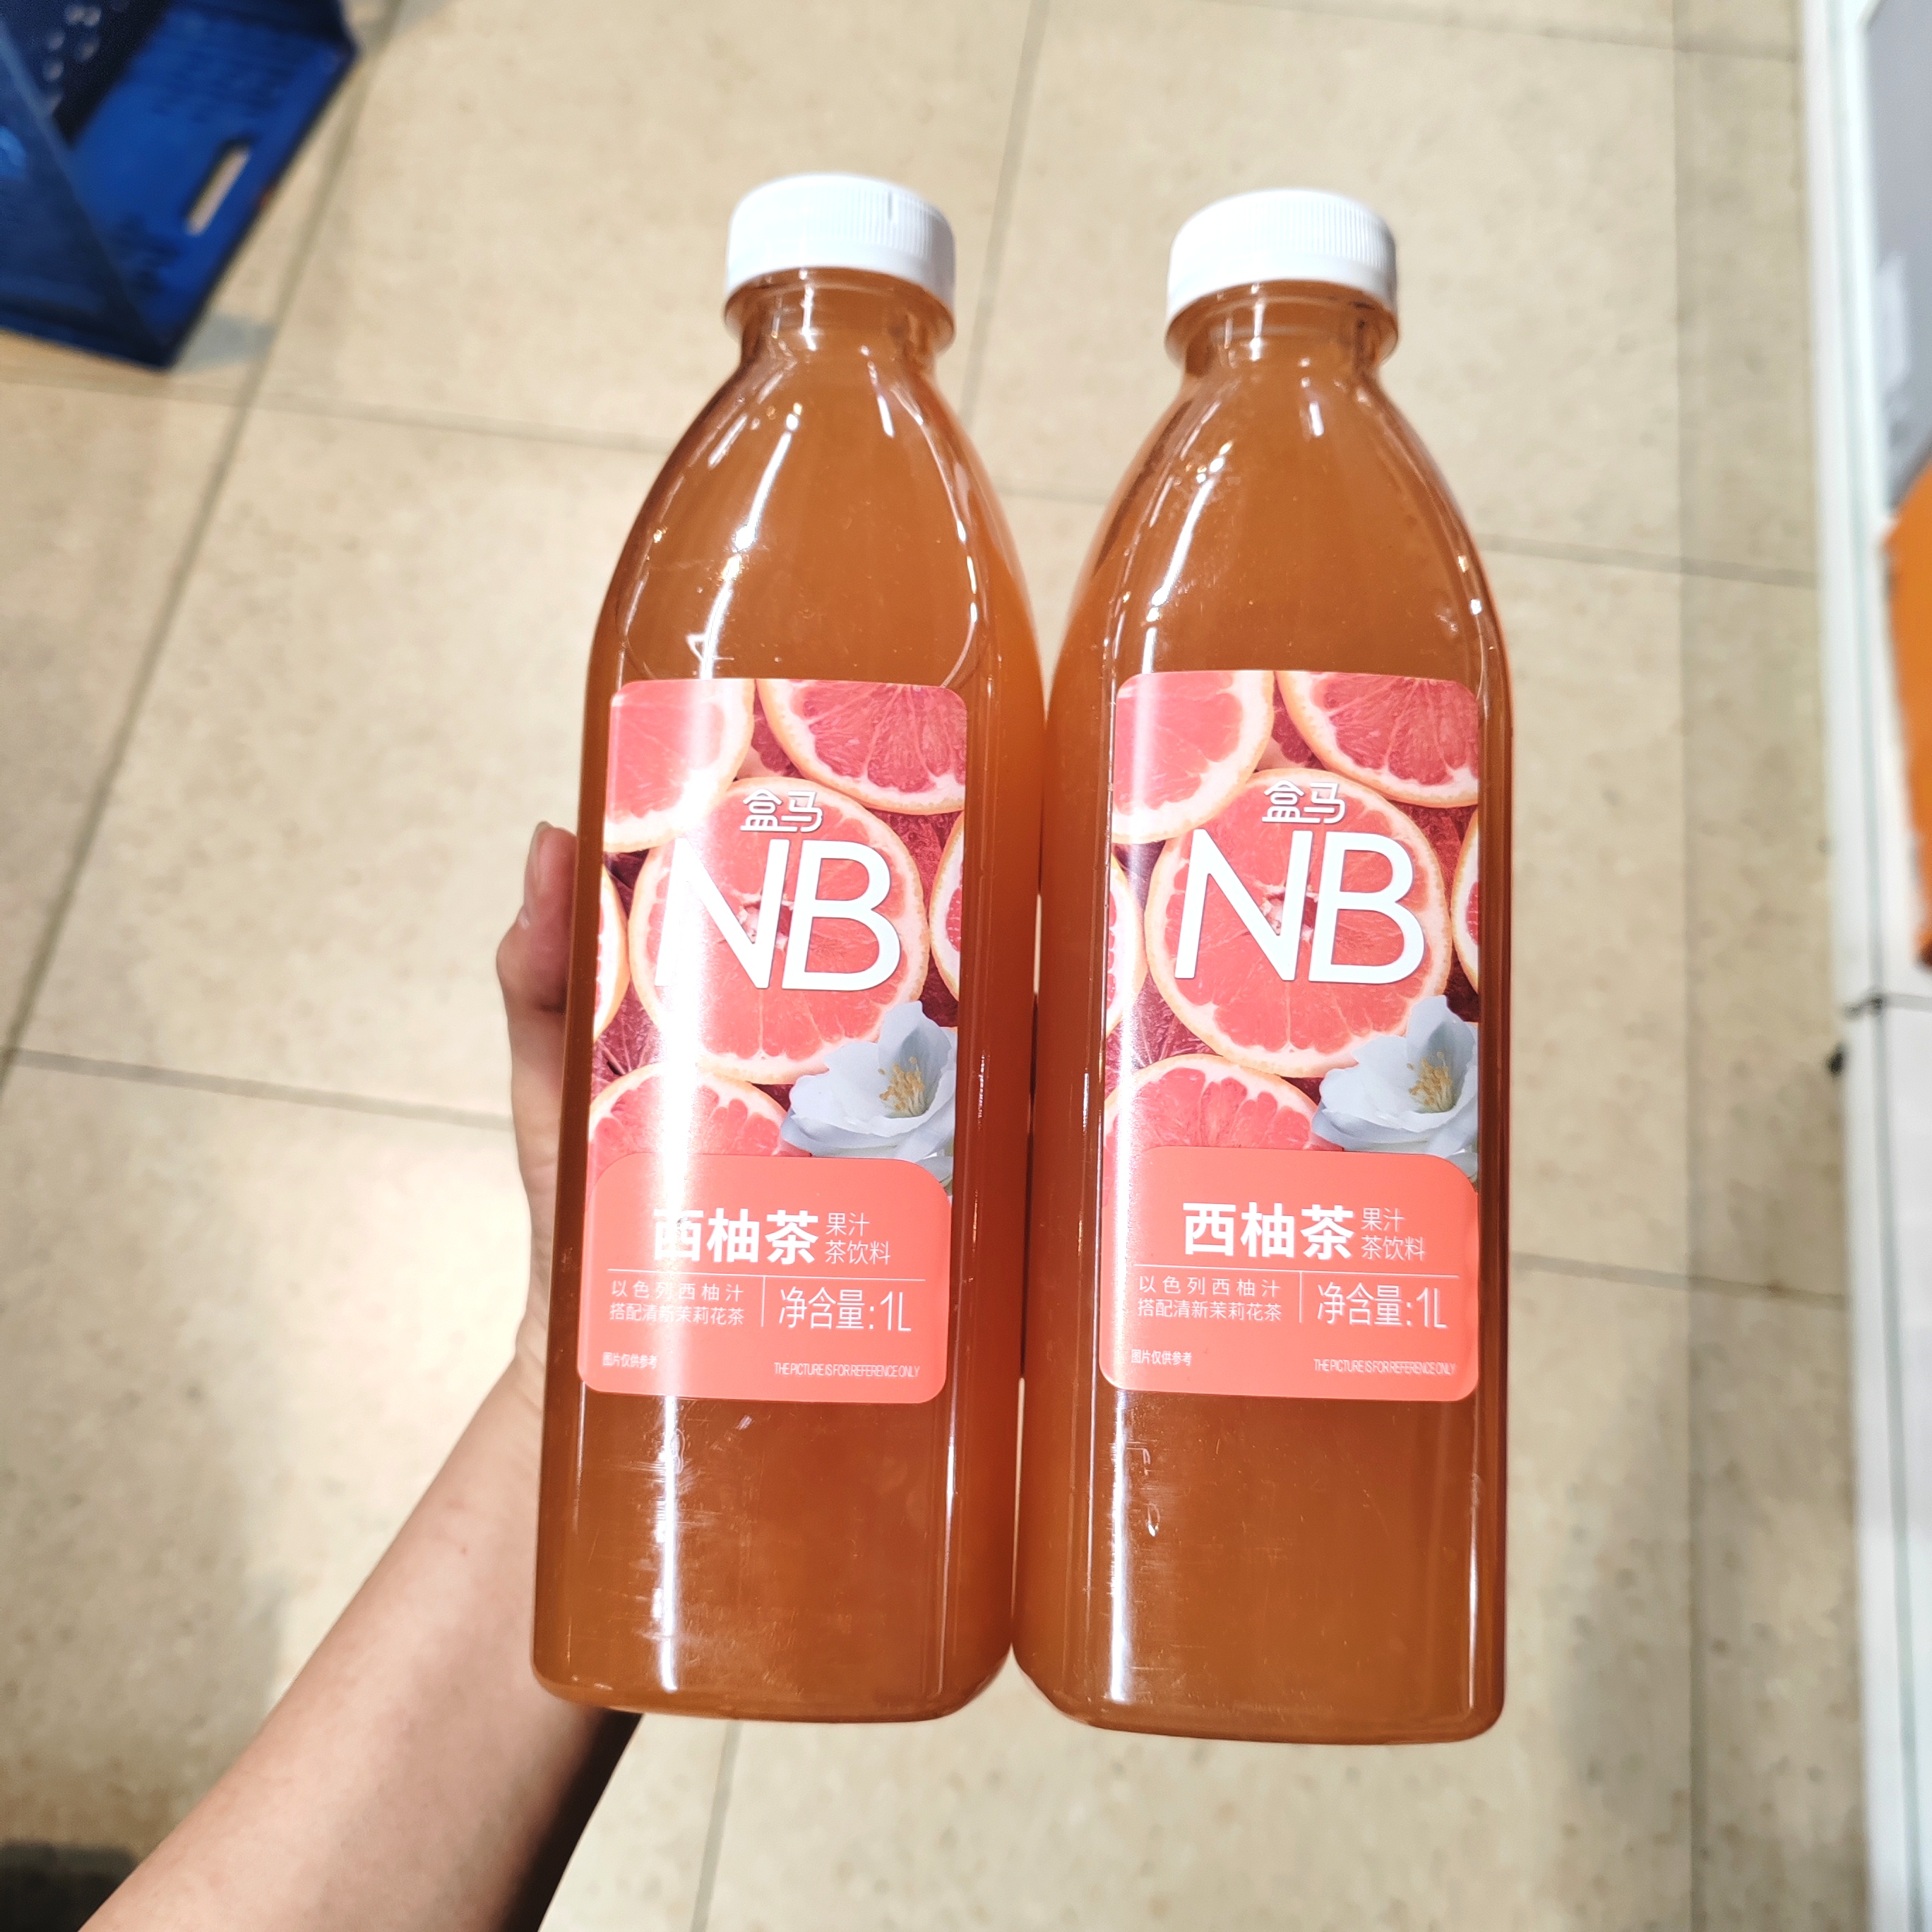 盒马
NB
西柚茶 果汁
茶饮料
以色列西柚汁
搭配清新茉莉花茶
净含量:1L
图片仅供参考
THE PICTURE IS FOR REFERENCE ONLY
盒马
NB
西柚茶 果汁
茶饮料
以色列西柚汁
搭配清新茉莉花茶
净含量:1L
图片仅供参考
THE PICTURE IS FOR REFERENCE ONLY